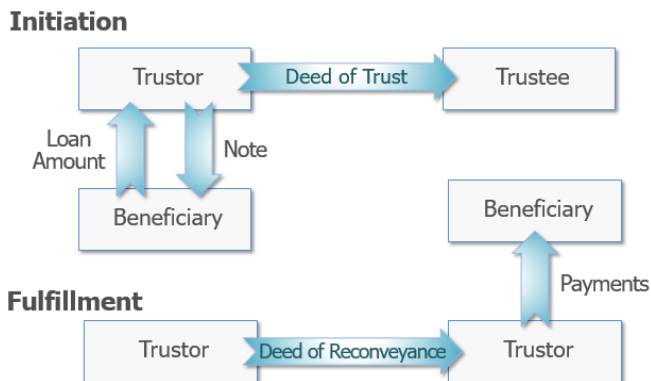 Initiation
Trustor
Deed of Trust
Trustee
Loan
Amount
Note
Beneficiary
Beneficiary
Payments
Fulfillment
Trustor
Deed of Reconveyance
Trustor